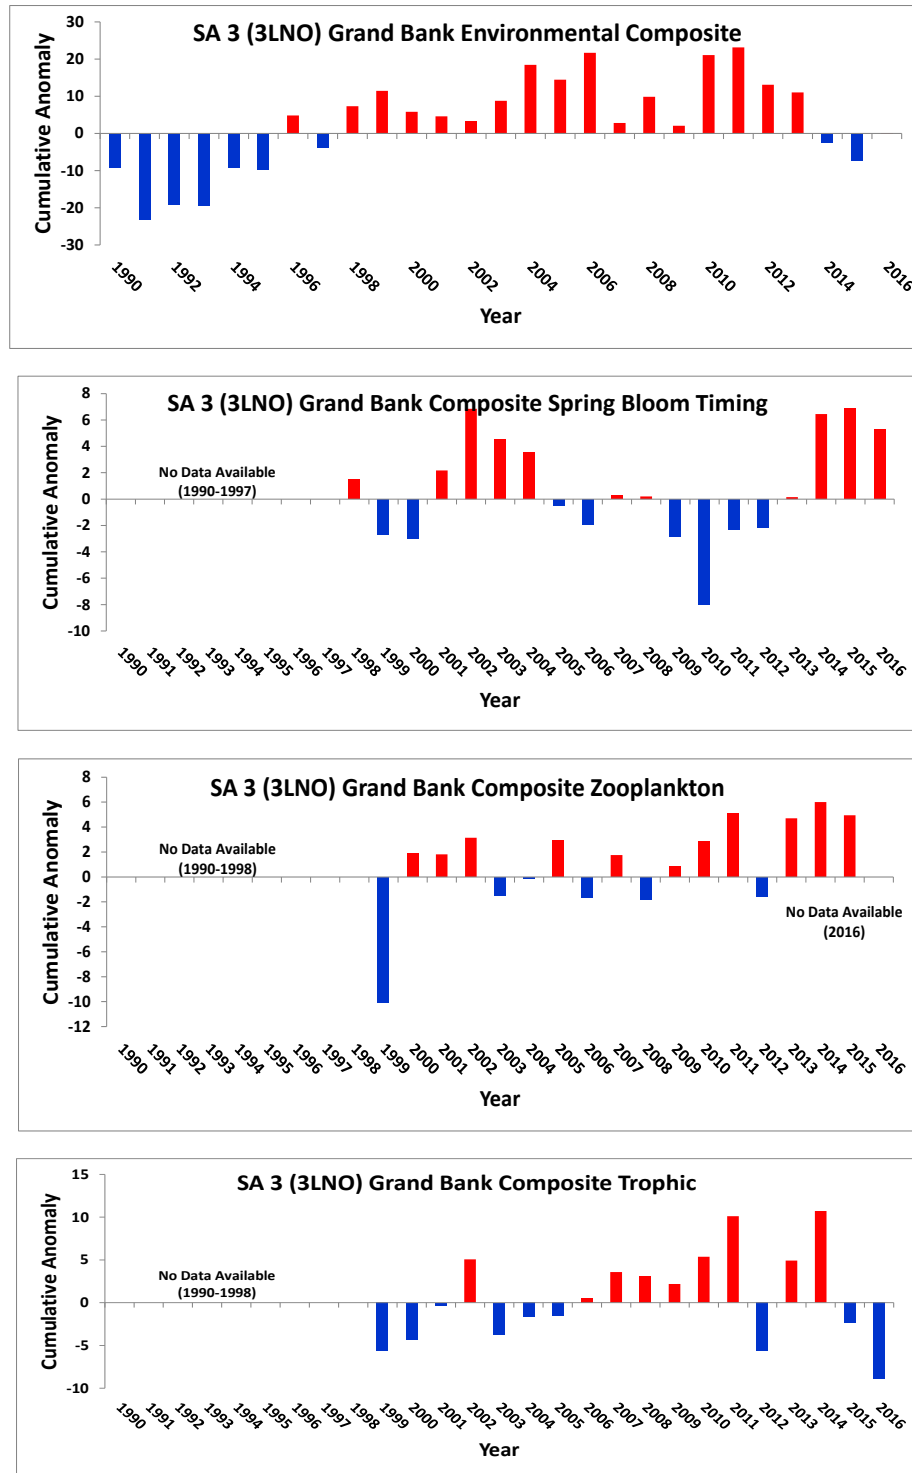 SA 3 (3LNO) Grand Bank Environmental Composite
Cumulative Anomaly
30
20
10
0
-10
-20
-30
1990 1992 1994 1996 1998 2000 2002 2004 2006 2008 2010 2012 2014 2016
Year
SA 3 (3LNO) Grand Bank Composite Spring Bloom Timing
Cumulative Anomaly
8
6
4
2
0
-2
-4
-6
-8
-10
No Data Available
(1990-1997)
1990 1991 1992 1993 1994 1995 1996 1997 1998 1999 2000 2001 2002 2003 2004 2005 2006 2007 2008 2009 2010 2011 2012 2013 2014 2015 2016
Year
SA 3 (3LNO) Grand Bank Composite Zooplankton
Cumulative Anomaly
8
6
4
2
0
-2
-4
-6
-8
-10
-12
No Data Available
(1990-1998)
No Data Available
(2016)
1990 1991 1992 1993 1994 1995 1996 1997 1998 1999 2000 2001 2002 2003 2004 2005 2006 2007 2008 2009 2010 2011 2012 2013 2014 2015 2016
Year
SA 3 (3LNO) Grand Bank Composite Trophic
Cumulative Anomaly
15
10
5
0
-5
-10
No Data Available
(1990-1998)
1990 1991 1992 1993 1994 1995 1996 1997 1998 1999 2000 2001 2002 2003 2004 2005 2006 2007 2008 2009 2010 2011 2012 2013 2014 2015 2016
Year